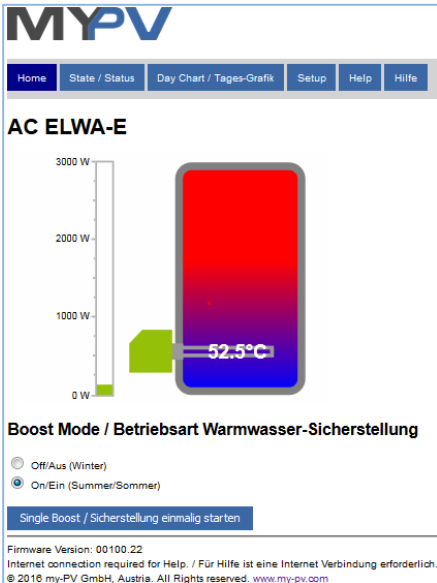 MYPV
Home State / Status Day Chart / Tages-Grafik Setup Help Hilfe
AC ELWA-E
3000 W
2000 W
1000 W
52.5°C
0 W
Boost Mode / Betriebsart Warmwasser-Sicherstellung
Off/Aus (Winter)
On/Ein (Summer/Sommer)
Single Boost / Sicherstellung einmalig starten
Firmware Version: 00100.22
Internet connection required for Help. / Für Hilfe ist eine Internet Verbindung erforderlich.
© 2016 my-PV GmbH, Austria. All Rights reserved. www.my-pv.com